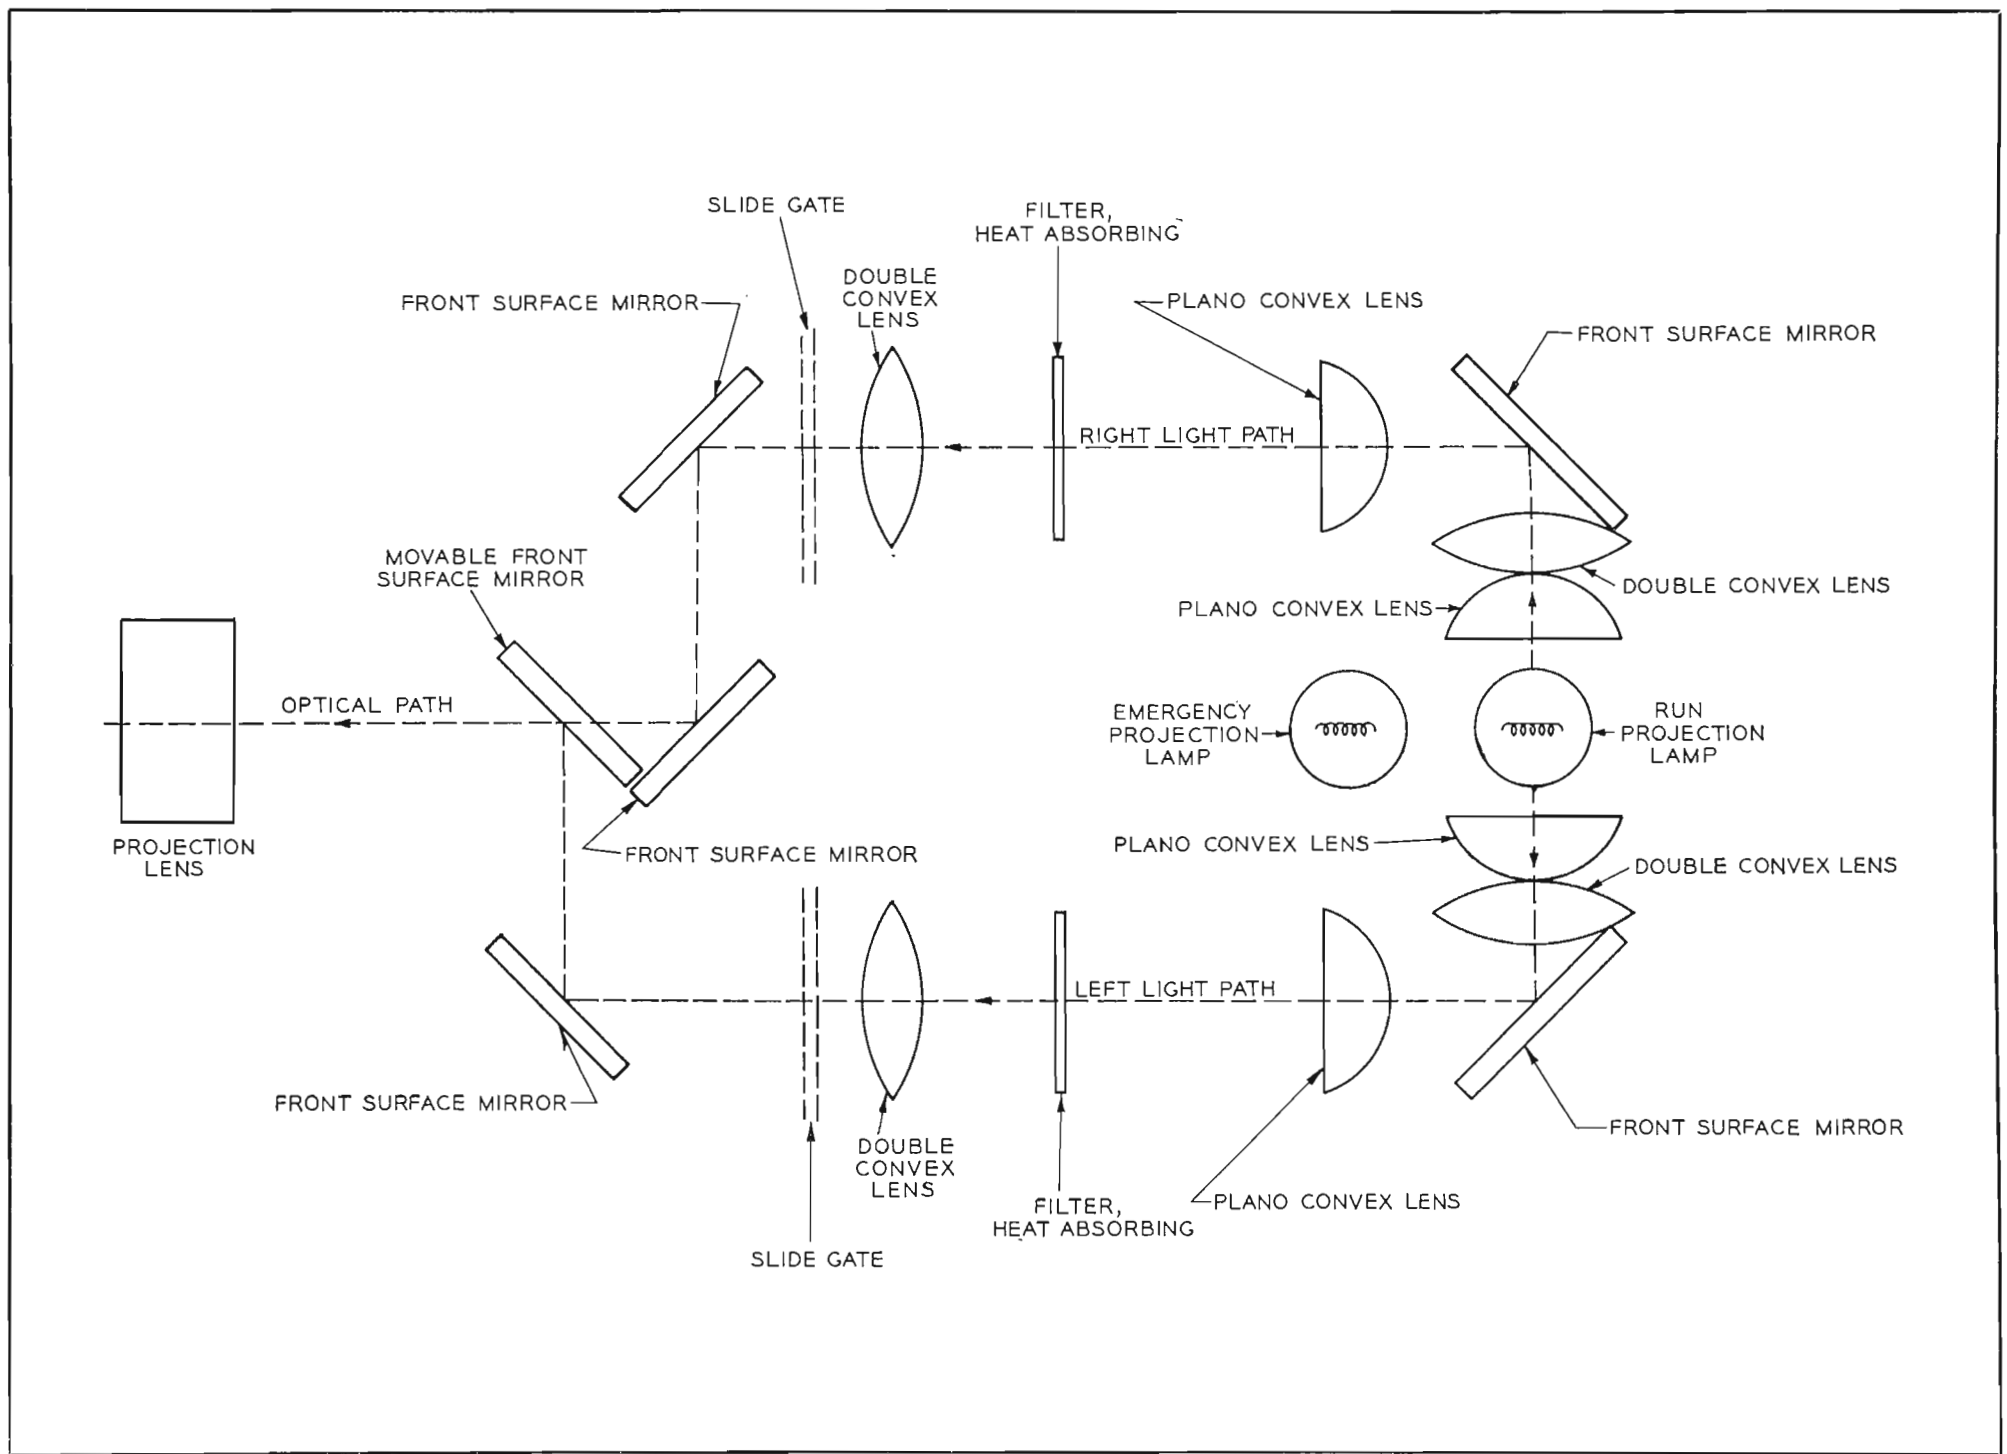 SLIDE GATE
FILTER,
HEAT ABSORBING
DOUBLE
CONVEX
LENS
FRONT SURFACE MIRROR
PLANO CONVEX LENS
FRONT SURFACE MIRROR
RIGHT LIGHT PATH
MOVABLE FRONT
SURFACE MIRROR
DOUBLE CONVEX LENS
PLANO CONVEX LENS
OPTICAL PATH
EMERGENCY
PROJECTION
LAMP
RUN
PROJECTION
LAMP
PROJECTION
LENS
FRONT SURFACE MIRROR
PLANO CONVEX LENS
DOUBLE CONVEX LENS
LEFT LIGHT PATH
FRONT SURFACE MIRROR
DOUBLE
CONVEX
LENS
FRONT SURFACE MIRROR
PLANO CONVEX LENS
FILTER,
HEAT ABSORBING
SLIDE GATE